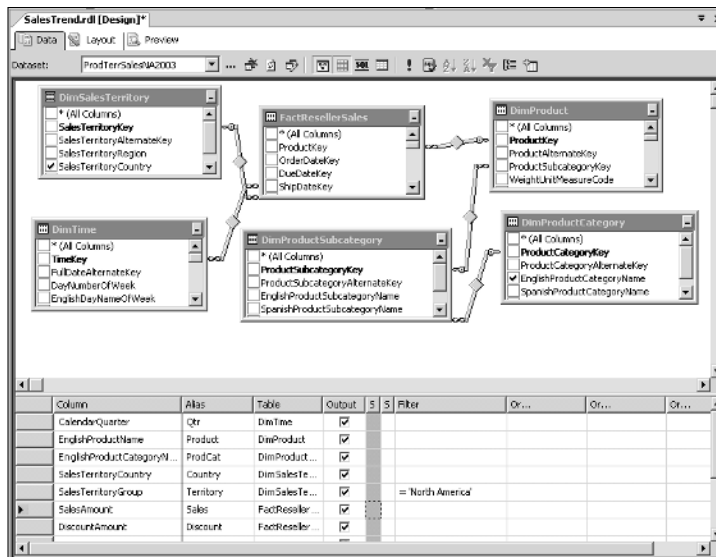 SalesTrend.rdl [Design]*
Data Layout Preview
Dataset: ProdTerrSalesNA2003 ... SQL
DimSalesTerritory
* (All Columns)
SalesTerritoryKey
SalesTerritoryAlternateKey
SalesTerritoryRegion
SalesTerritoryCountry
FactResellerSales
* (All Columns)
ProductKey
OrderDateKey
DueDateKey
ShipDateKey
DimProduct
* (All Columns)
ProductKey
ProductAlternateKey
ProductSubcategoryKey
WeightUnitMeasureCode
DimTime
* (All Columns)
TimeKey
FullDateAlternateKey
DayNumberOfWeek
EnglishDayNameOfWeek
DimProductSubcategory
* (All Columns)
ProductSubcategoryKey
ProductSubcategoryAlternateKey
EnglishProductSubcategoryName
SpanishProductSubcategoryName
DimProductCategory
* (All Columns)
ProductCategoryKey
ProductCategoryAlternateKey
EnglishProductCategoryName
SpanishProductCategoryName
Column Alias Table Output S S Filter Or... Or... Or...
CalendarQuarter Qtr DimTime
EnglishProductName Product DimProduct
EnglishProductCategoryN... ProdCat DimProduct...
SalesTerritoryCountry Country DimSalesTe...
SalesTerritoryGroup Territory DimSalesTe... = 'North America'
SalesAmount Sales FactReseller...
DiscountAmount Discount FactReseller...